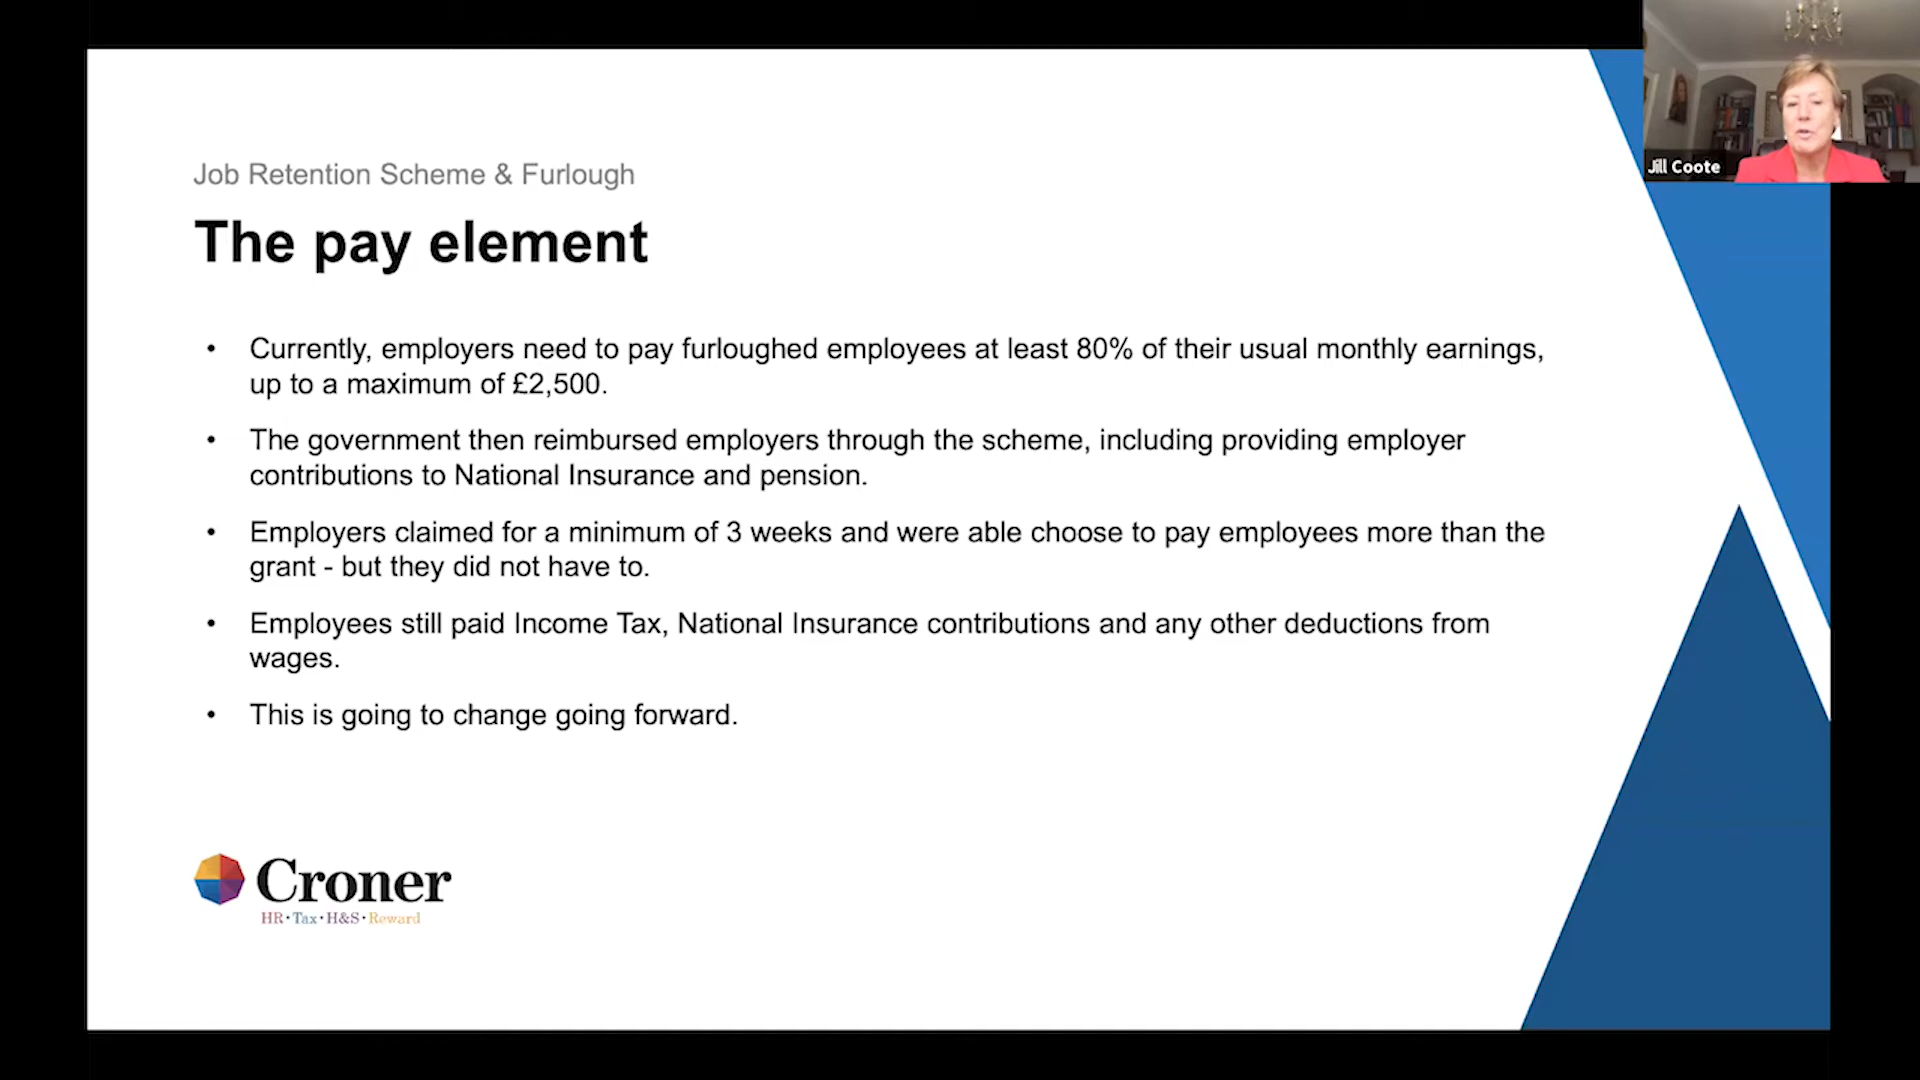 Jill Coote
Job Retention Scheme & Furlough
The pay element
• Currently, employers need to pay furloughed employees at least 80% of their usual monthly earnings,
up to a maximum of £2,500.
• The government then reimbursed employers through the scheme, including providing employer
contributions to National Insurance and pension.
• Employers claimed for a minimum of 3 weeks and were able choose to pay employees more than the
grant - but they did not have to.
• Employees still paid Income Tax, National Insurance contributions and any other deductions from
wages.
• This is going to change going forward.
Croner
HR・Tax・H&S・Reward